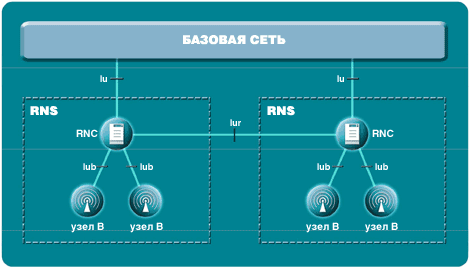 БАЗОВАЯ СЕТЬ
Iu Iu
RNS RNS
RNC Iur RNC
Iub Iub Iub Iub
узел B узел B узел B узел B